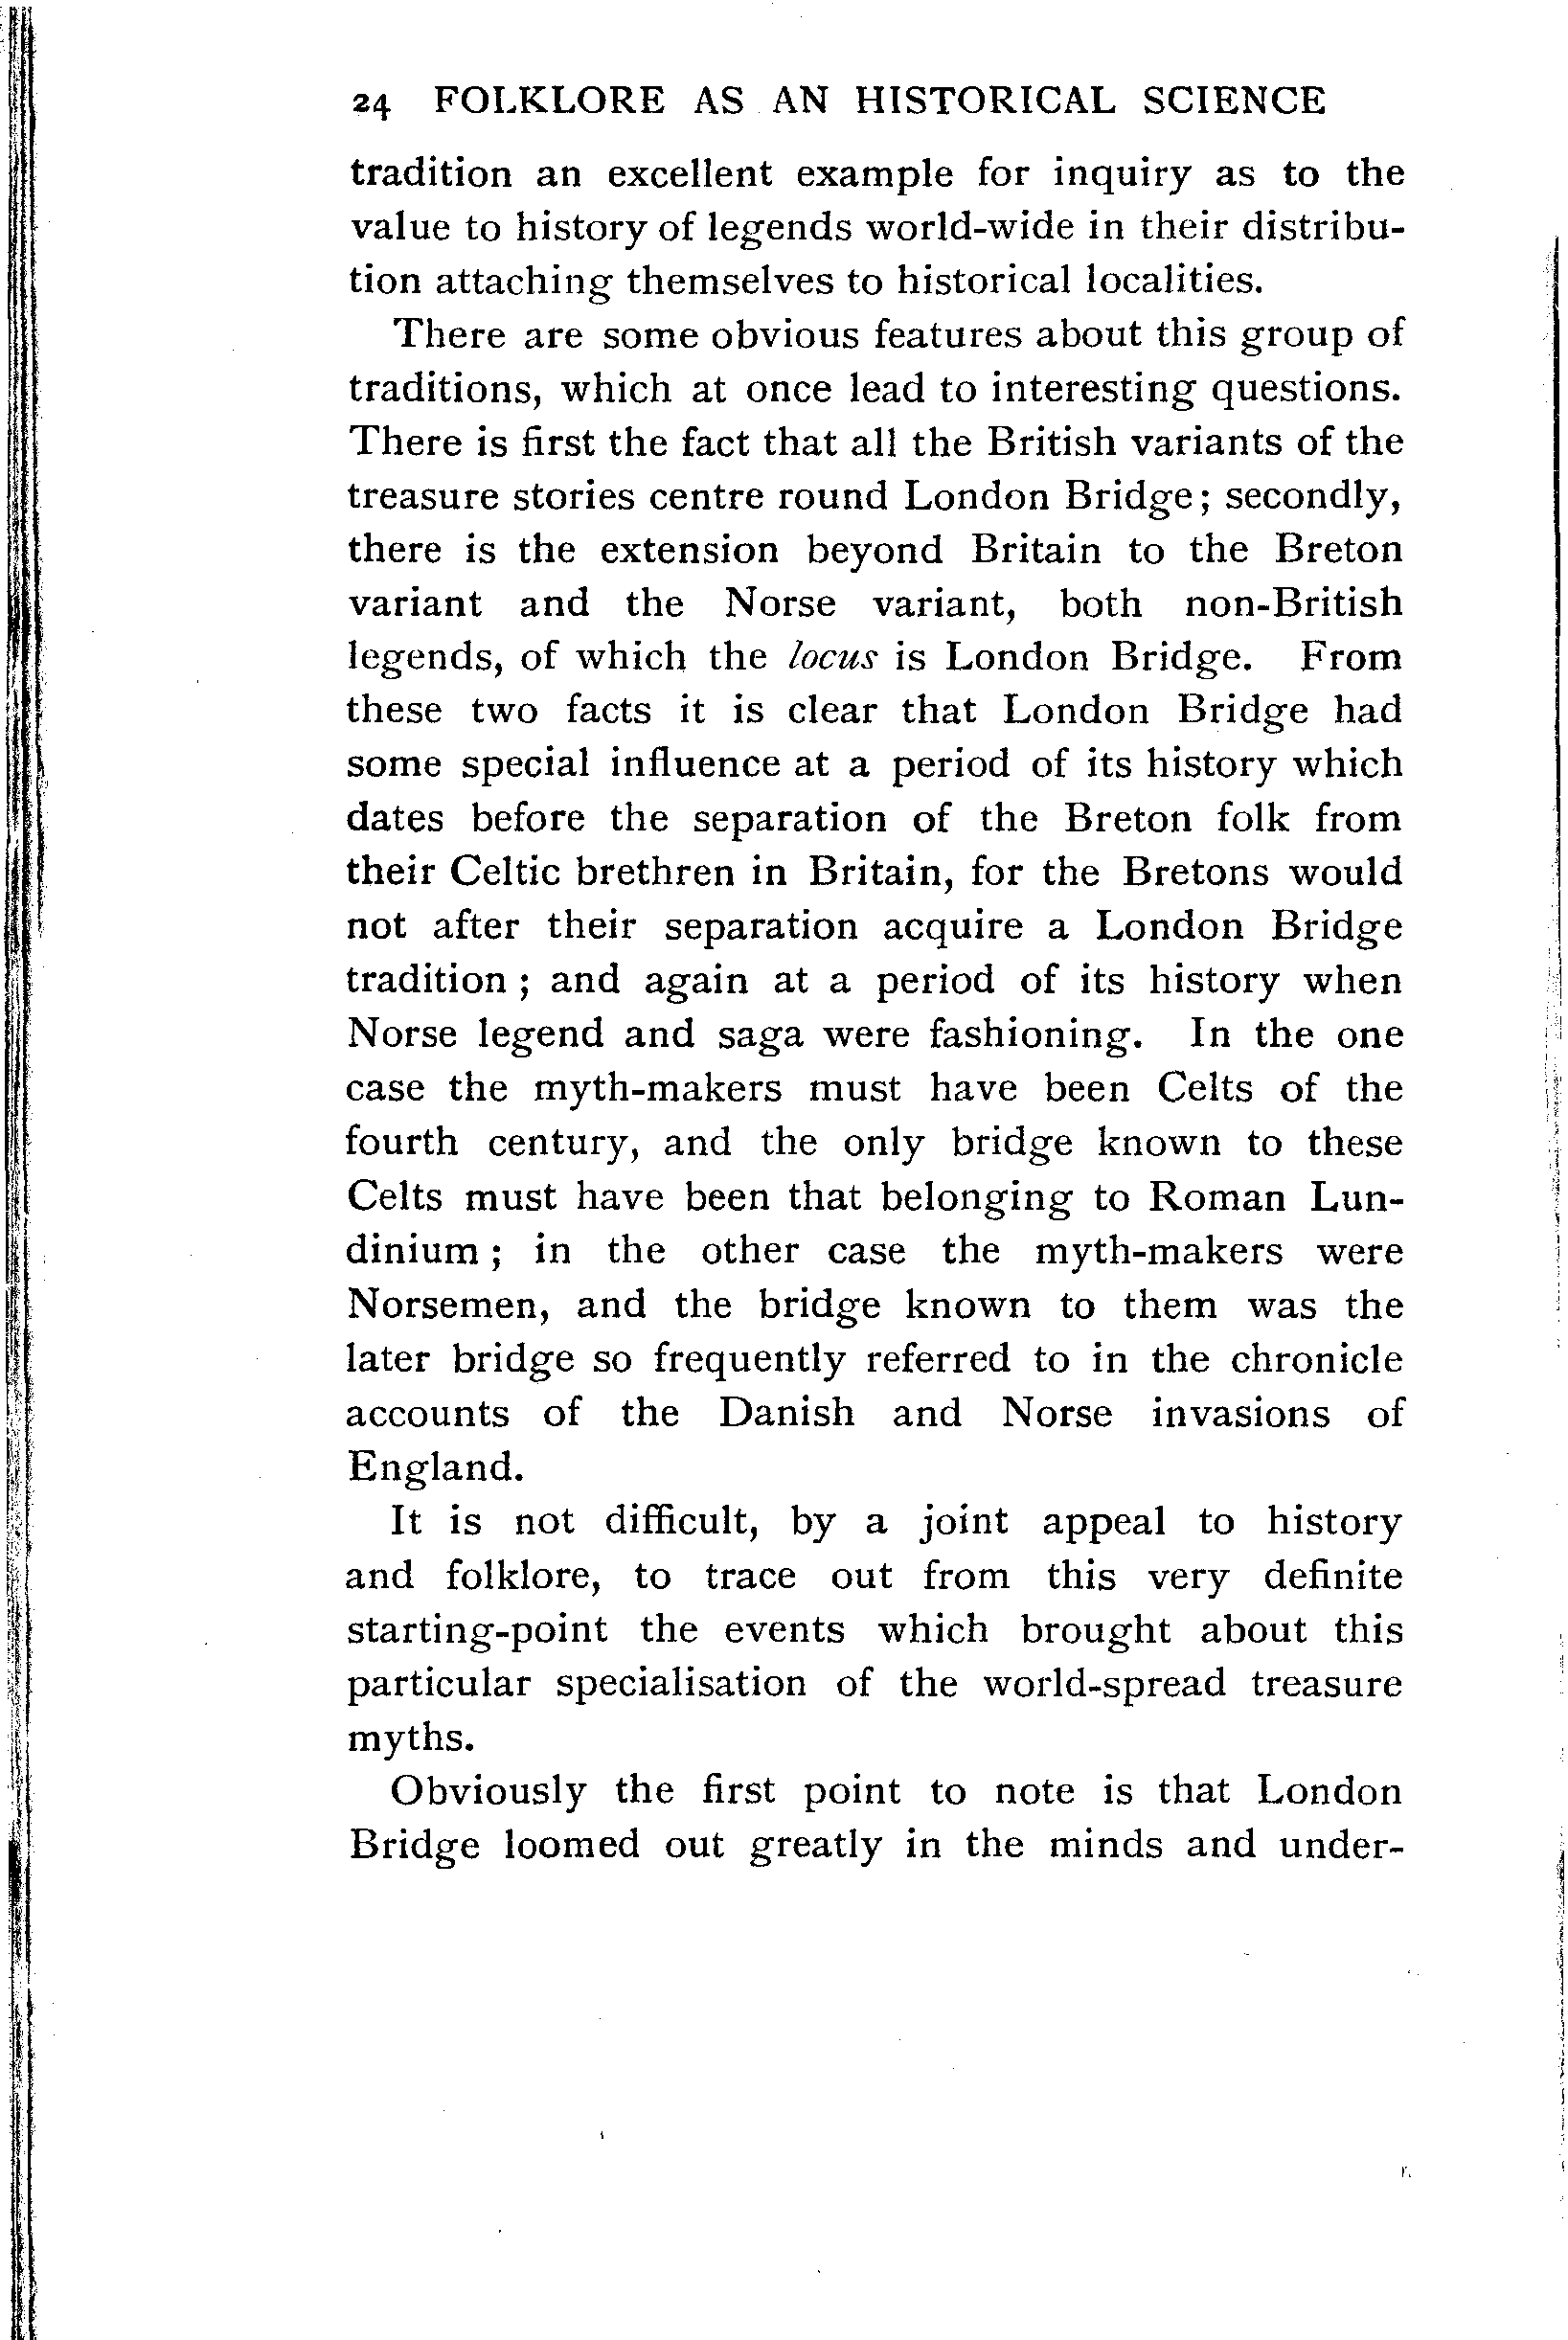 24 FOLKLORE AS AN HISTORICAL SCIENCE
tradition an excellent example for inquiry as to the
value to history of legends world-wide in their distribu-
tion attaching themselves to historical localities.
There are some obvious features about this group of
traditions, which at once lead to interesting questions.
There is first the fact that all the British variants of the
treasure stories centre round London Bridge; secondly,
there is the extension beyond Britain to the Breton
variant and the Norse variant, both non-British
legends, of which the locus is London Bridge. From
these two facts it is clear that London Bridge had
some special influence at a period of its history which
dates before the separation of the Breton folk from
their Celtic brethren in Britain, for the Bretons would
not after their separation acquire a London Bridge
tradition ; and again at a period of its history when
Norse legend and saga were fashioning. In the one
case the myth-makers must have been Celts of the
fourth century, and the only bridge known to these
Celts must have been that belonging to Roman Lun-
dinium ; in the other case the myth-makers were
Norsemen, and the bridge known to them was the
later bridge so frequently referred to in the chronicle
accounts of the Danish and Norse invasions of
England.
It is not difficult, by a joint appeal to history
and folklore, to trace out from this very definite
starting-point the events which brought about this
particular specialisation of the world-spread treasure
myths.
Obviously the first point to note is that London
Bridge loomed out greatly in the minds and under-